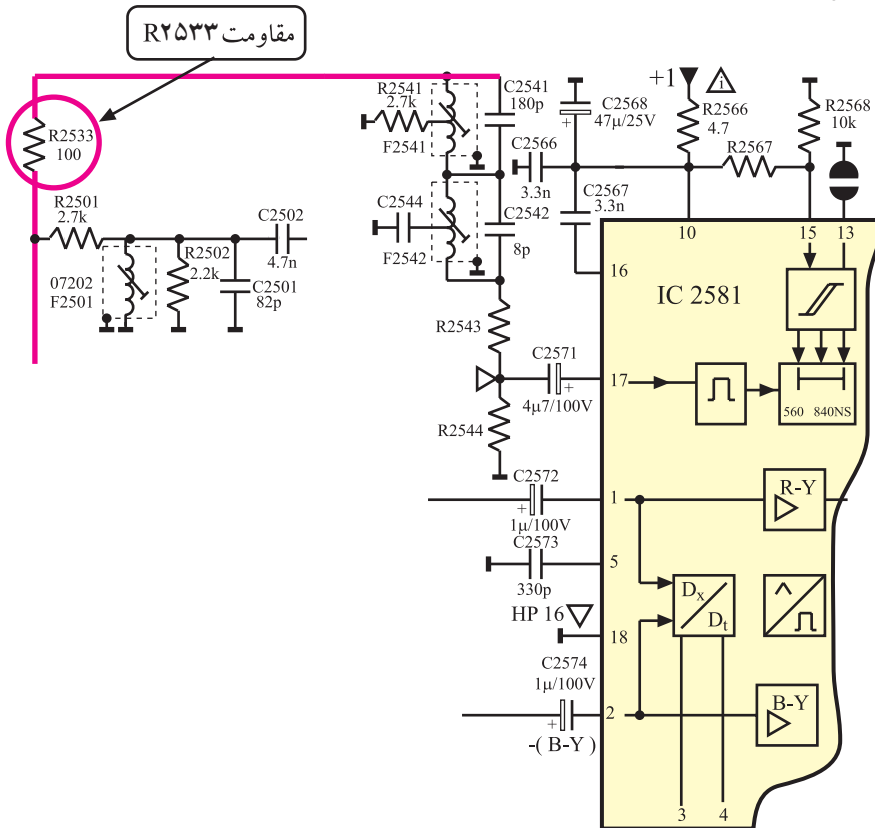 مقاومت R۲۵۳۳
R2533
100
R2501
2.7k
C2502
4.7n
07202
F2501
R2502
2.2k
C2501
82p
R2541
2.7k
F2541
C2541
180p
C2544
F2542
C2542
8p
R2543
R2544
C2571
4µ7/100V
+
C2568
47µ/25V
+
C2566
3.3n
C2567
3.3n
+1
i
R2566
4.7
R2567
R2568
10k
10
15
13
16
IC 2581
17
560 840NS
C2572
+
1µ/100V
1
R-Y
C2573
330p
5
Dx
Dt
HP 16
18
C2574
1µ/100V
+
2
-( B-Y )
B-Y
3
4